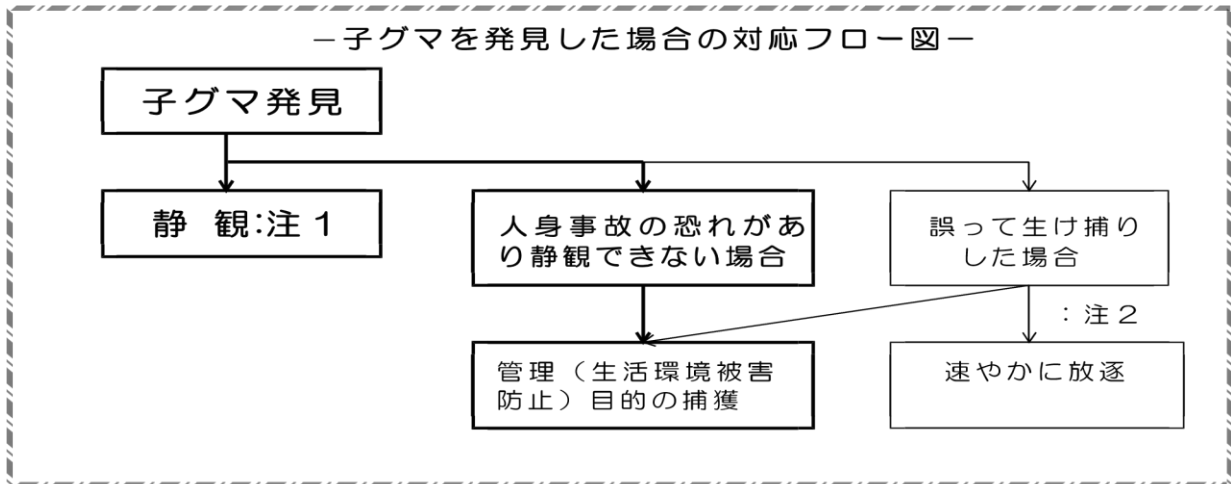 －子グマを発見した場合の対応フロー図－
子グマ発見
静 観:注１
人身事故の恐れがあ
り静観できない場合
誤って生け捕り
した場合
：注２
管理（生活環境被害
防止）目的の捕獲
速やかに放逐